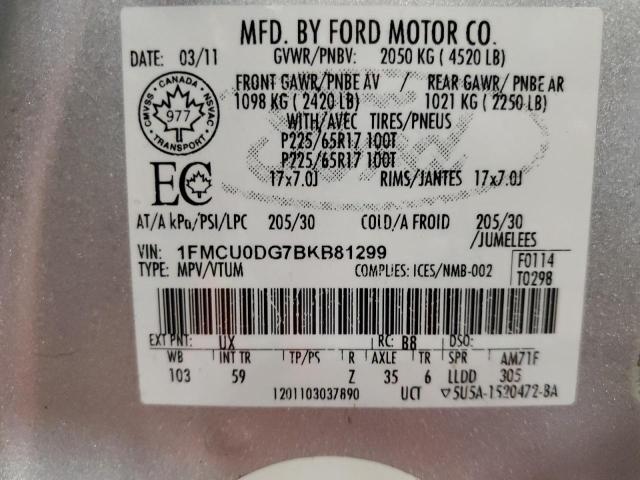 MFD. BY FORD MOTOR CO.
DATE: 03/11 GVWR/PNBV: 2050 KG ( 4520 LB)
FRONT GAWR/PNBE AV / REAR GAWR/ PNBE AR
1098 KG ( 2420 LB) 1021 KG ( 2250 LB)
WITH/AVEC TIRES/PNEUS
P225/65R17 100T
P225/65R17 100T
17x7.0J RIMS/JANTES 17x7.0J
CANADA
CMVSS 977 NSVAC
TRANSPORT
EC
AT/A kPa/PSI/LPC 205/30 COLD/A FROID 205/30
/JUMELEES
VIN: 1FMCU0DG7BKB81299
TYPE: MPV/VTUM COMPLIES: ICES/NMB-002
F0114
T0298
EXT PNT: UX RC: B8 DSO:
WB INT TR TP/PS R AXLE TR SPR AM71F
103 59 Z 35 6 LLDD 305
1201103037890 UCT ▽5U5A-1520472-BA